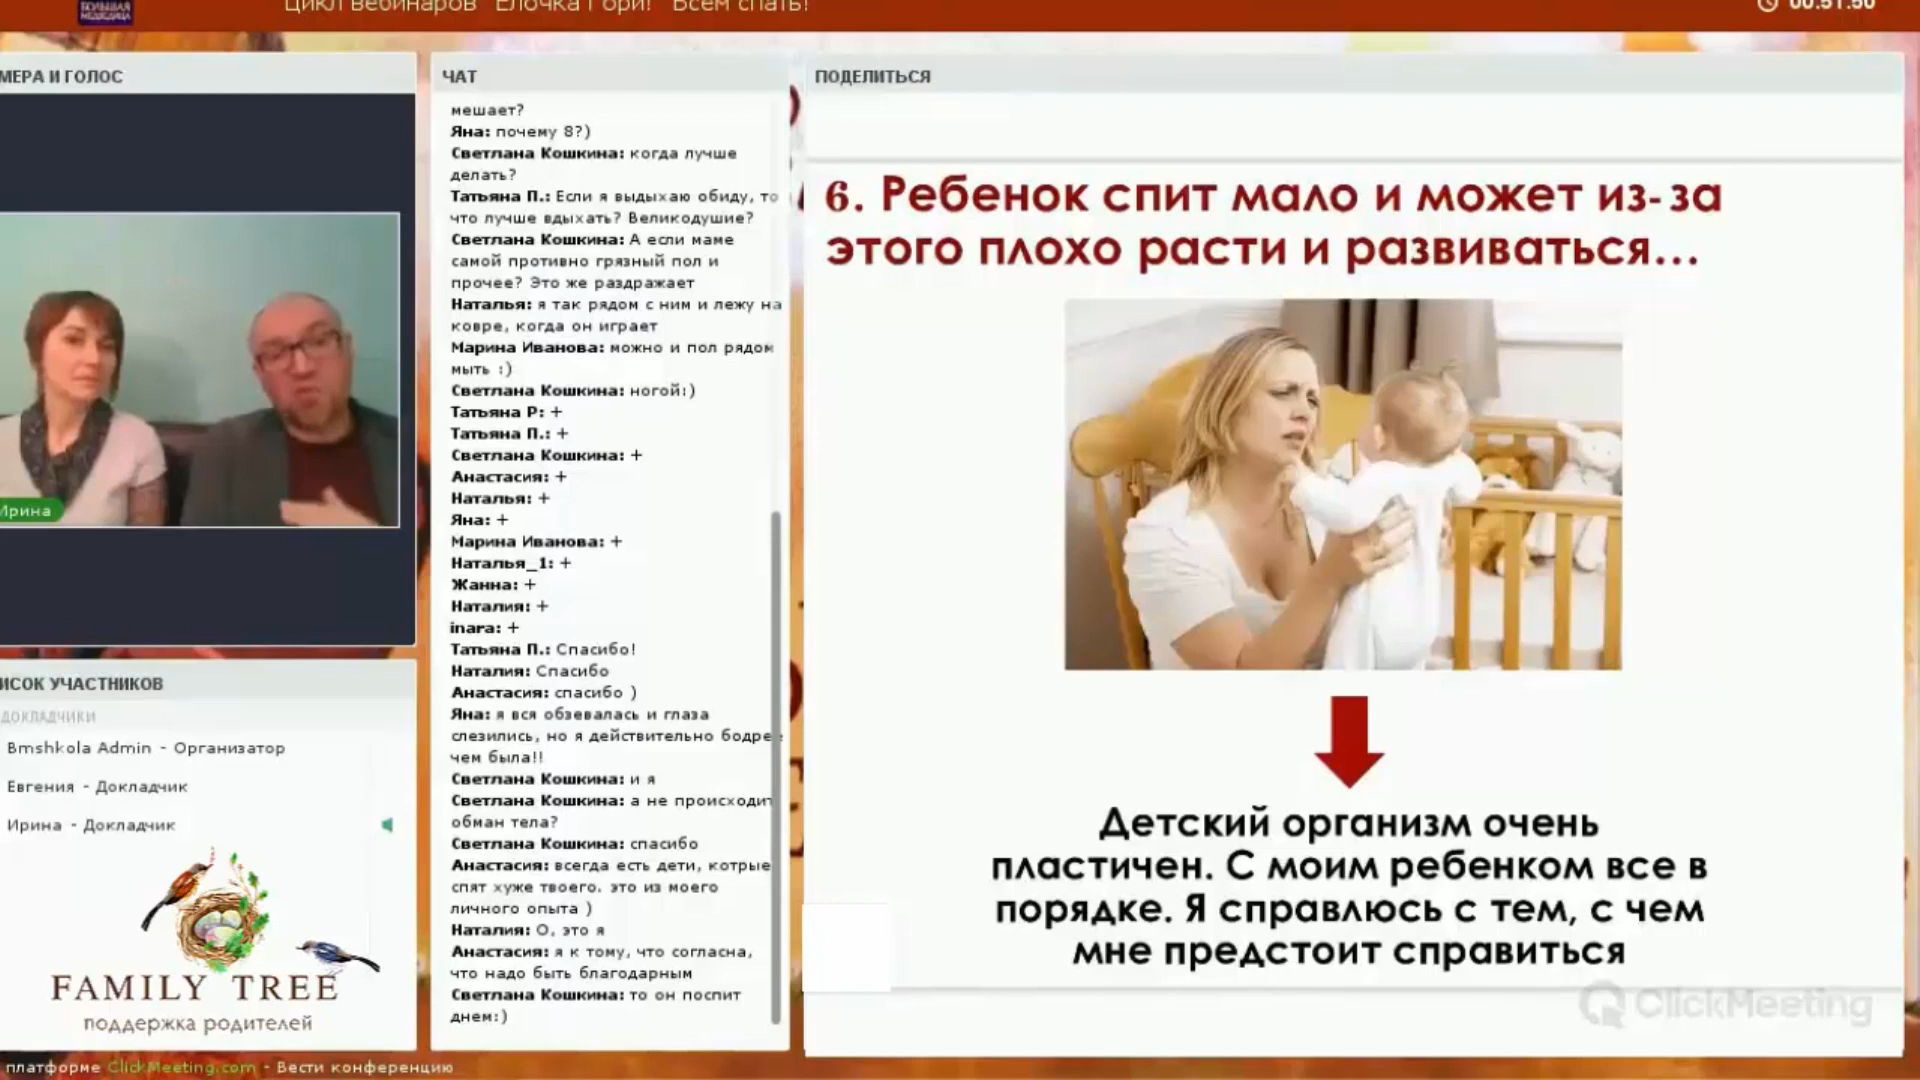 БОЛЬШАЯ
МЕДВЕДИЦА
Цикл вебинаров "Елочка Гори!" "Всем спать!"
00:51:50
МЕРА И ГОЛОС
Ирина
ИСОК УЧАСТНИКОВ
ДОКЛАДЧИКИ
Bmshkola Admin - Организатор
Евгения - Докладчик
Ирина - Докладчик
FAMILY TREE
поддержка родителей
платформе ClickMeeting.com - Вести конференцию
ЧАТ
мешает?
Яна: почему 8?)
Светлана Кошкина: когда лучше
делать?
Татьяна П.: Если я выдыхаю обиду, то
что лучше вдыхать? Великодушие?
Светлана Кошкина: А если маме
самой противно грязный пол и
прочее? Это же раздражает
Наталья: я так рядом с ним и лежу на
ковре, когда он играет
Марина Иванова: можно и пол рядом
мыть :)
Светлана Кошкина: ногой:)
Татьяна Р: +
Татьяна П.: +
Светлана Кошкина: +
Анастасия: +
Наталья: +
Яна: +
Марина Иванова: +
Наталья_1: +
Жанна: +
Наталия: +
inara: +
Татьяна П.: Спасибо!
Наталия: Спасибо
Анастасия: спасибо )
Яна: я вся обзевалась и глаза
слезились, но я действительно бодрее
чем была!!
Светлана Кошкина: и я
Светлана Кошкина: а не происходит
обман тела?
Светлана Кошкина: спасибо
Анастасия: всегда есть дети, котрые
спят хуже твоего. это из моего
личного опыта )
Наталия: О, это я
Анастасия: я к тому, что согласна,
что надо быть благодарным
Светлана Кошкина: то он поспит
днем:)
ПОДЕЛИТЬСЯ
6. Ребенок спит мало и может из-за
этого плохо расти и развиваться...
Детский организм очень
пластичен. С моим ребенком все в
порядке. Я справлюсь с тем, с чем
мне предстоит справиться
ClickMeeting